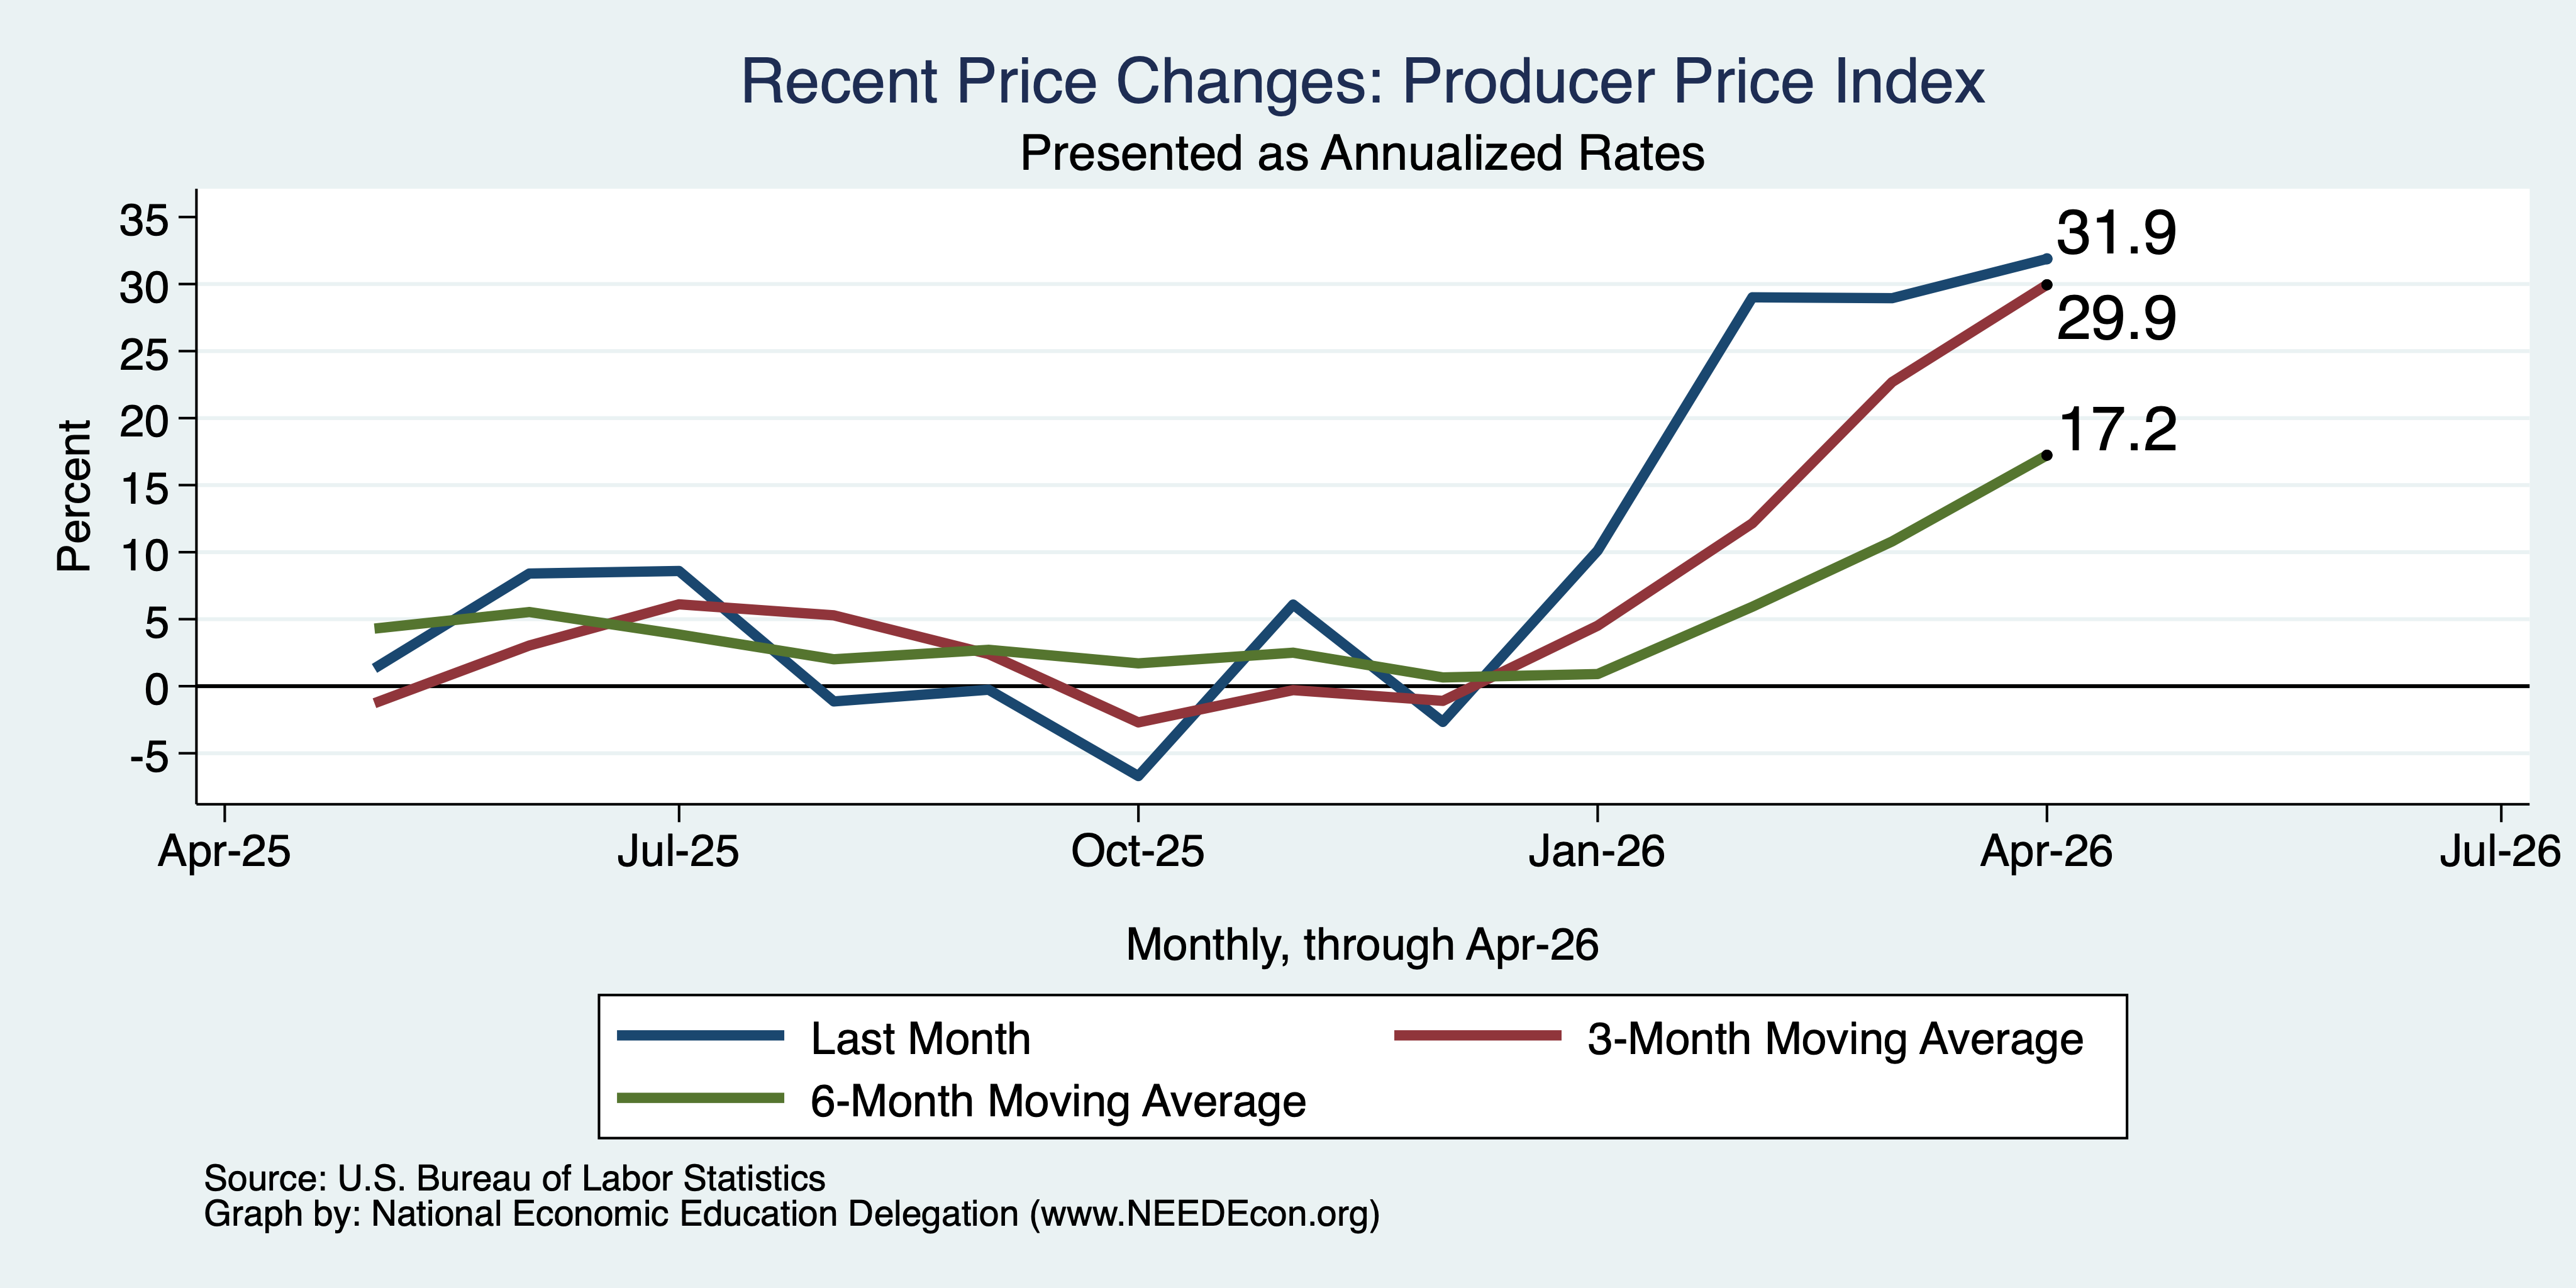 Recent Price Changes: Producer Price Index
Presented as Annualized Rates
Percent
35
30
25
20
15
10
5
0
-5
31.9
29.9
17.2
Apr-25 Jul-25 Oct-25 Jan-26 Apr-26 Jul-26
Monthly, through Apr-26
Last Month 3-Month Moving Average
6-Month Moving Average
Source: U.S. Bureau of Labor Statistics
Graph by: National Economic Education Delegation (www.NEEDEcon.org)